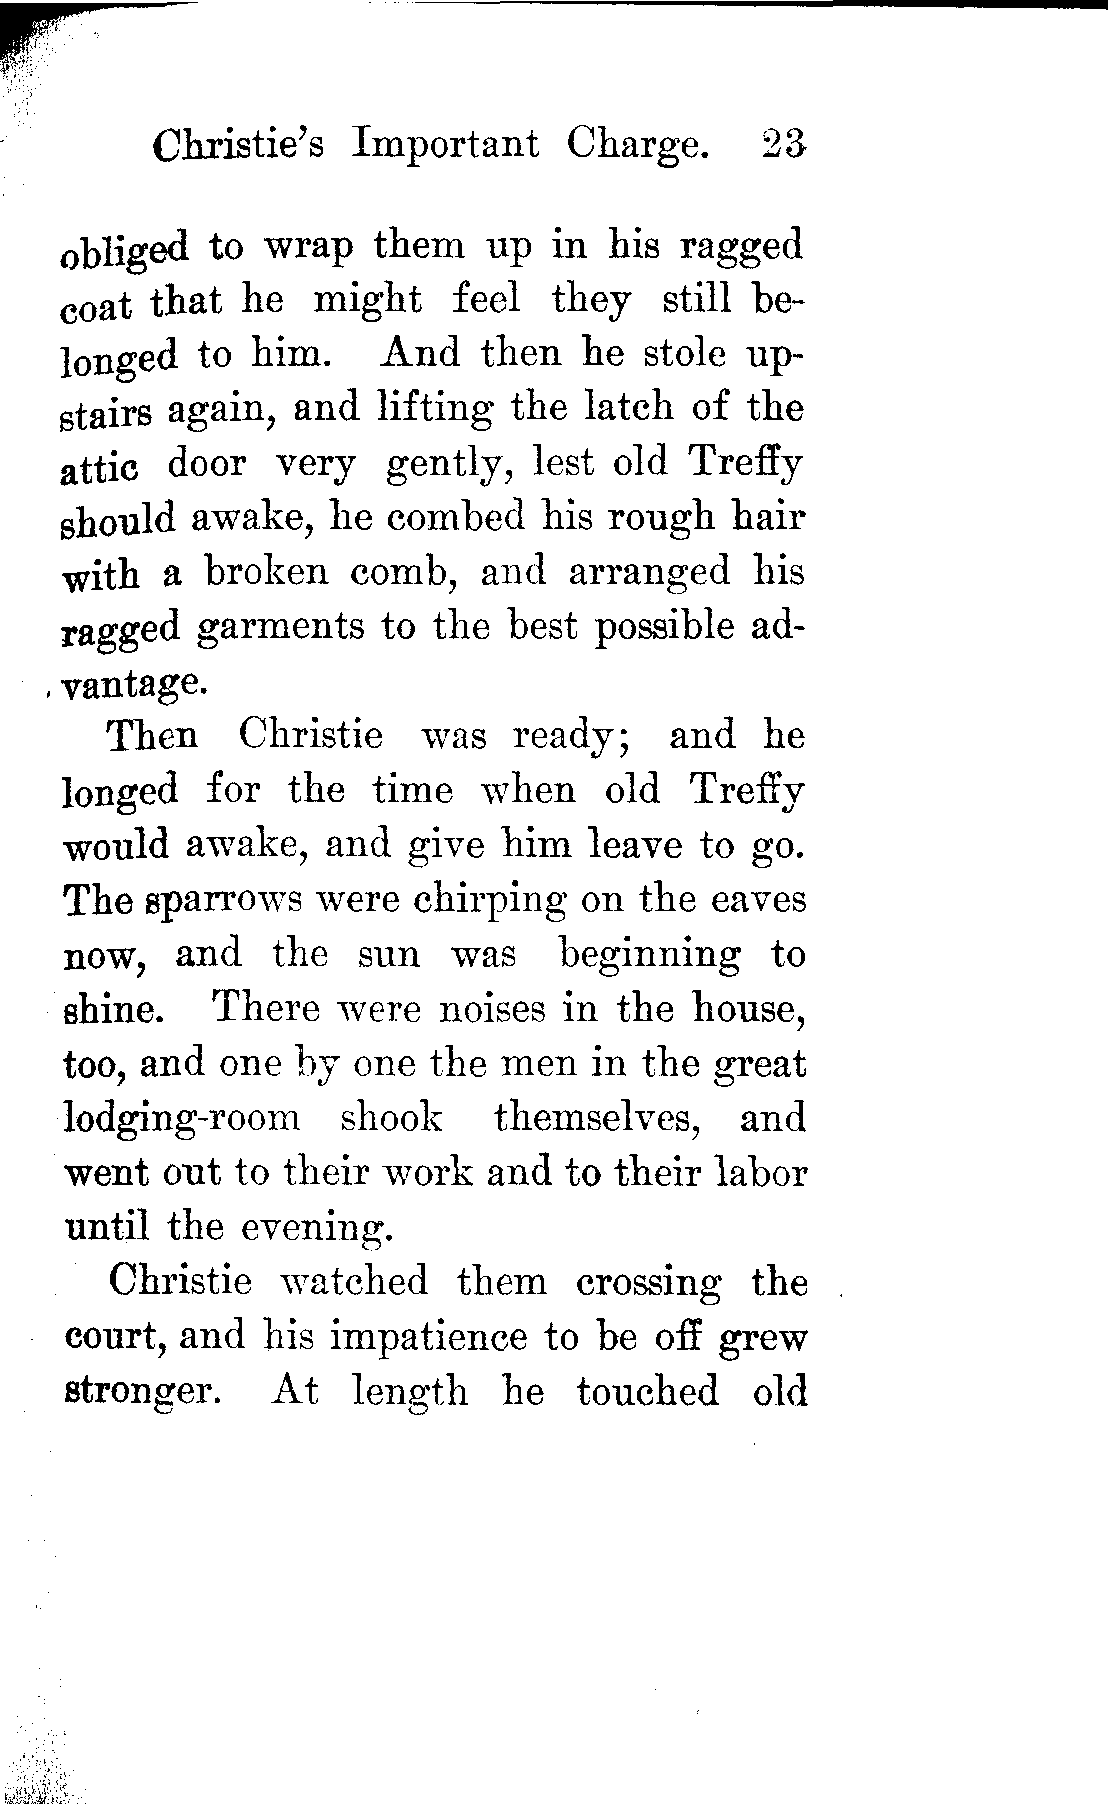 Christie's Important Charge. 23
obliged to wrap them up in his ragged
coat that he might feel they still be-
longed to him. And then he stole up-
stairs again, and lifting the latch of the
attic door very gently, lest old Treffy
should awake, he combed his rough hair
with a broken comb, and arranged his
ragged garments to the best possible ad-
vantage.
Then Christie was ready; and he
longed for the time when old Treffy
would awake, and give him leave to go.
The sparrows were chirping on the eaves
now, and the sun was beginning to
shine. There were noises in the house,
too, and one by one the men in the great
lodging-room shook themselves, and
went out to their work and to their labor
until the evening.
Christie watched them crossing the
court, and his impatience to be off grew
stronger. At length he touched old